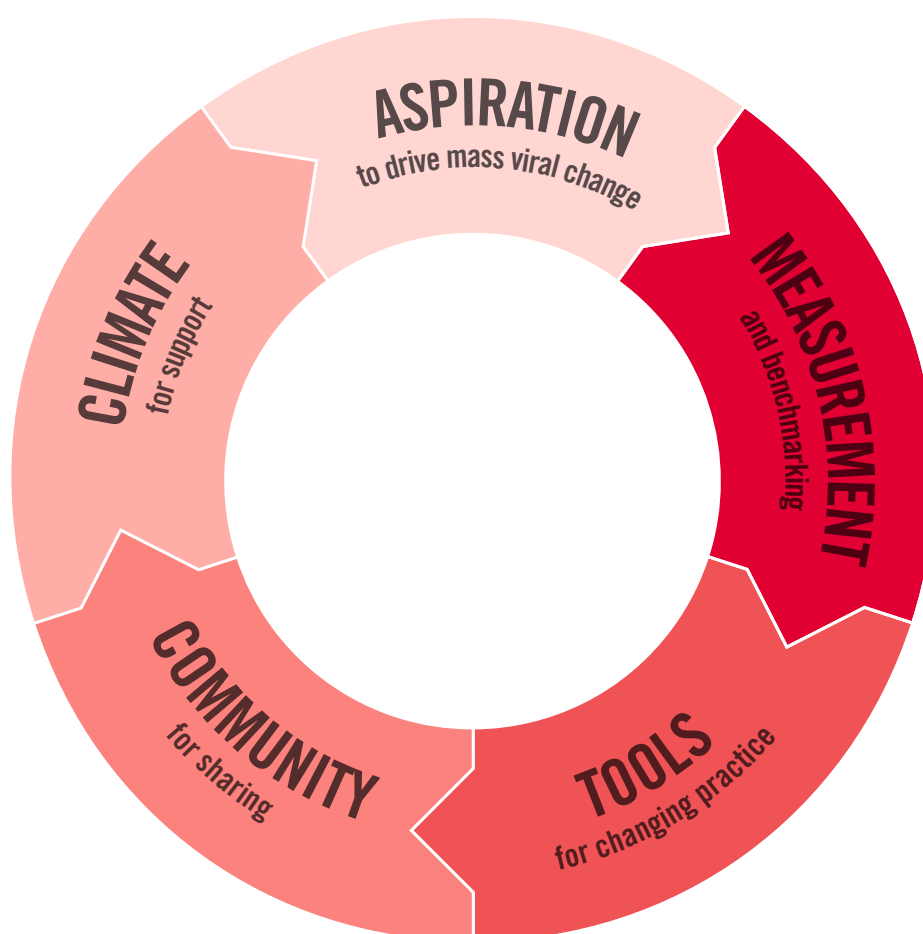 ASPIRATION
to drive mass viral change
MEASUREMENT
and benchmarking
TOOLS
for changing practice
COMMUNITY
for sharing
CLIMATE
for support